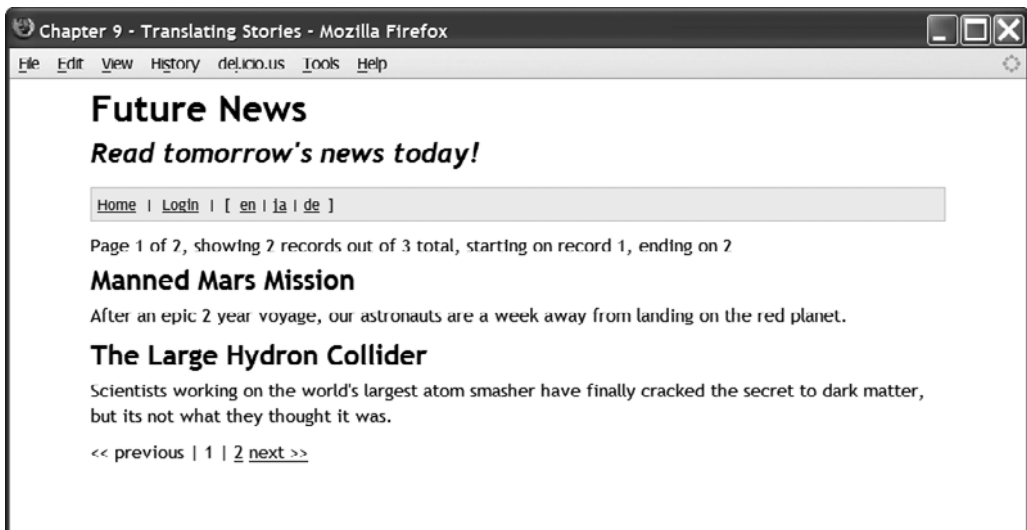 Chapter 9 - Translating Stories - Mozilla Firefox
File Edit View History del.icio.us Tools Help
Future News
Read tomorrow's news today!
Home | Login | [ en | ja | de ]
Page 1 of 2, showing 2 records out of 3 total, starting on record 1, ending on 2
Manned Mars Mission
After an epic 2 year voyage, our astronauts are a week away from landing on the red planet.
The Large Hydron Collider
Scientists working on the world's largest atom smasher have finally cracked the secret to dark matter,
but its not what they thought it was.
<< previous | 1 | 2 next >>